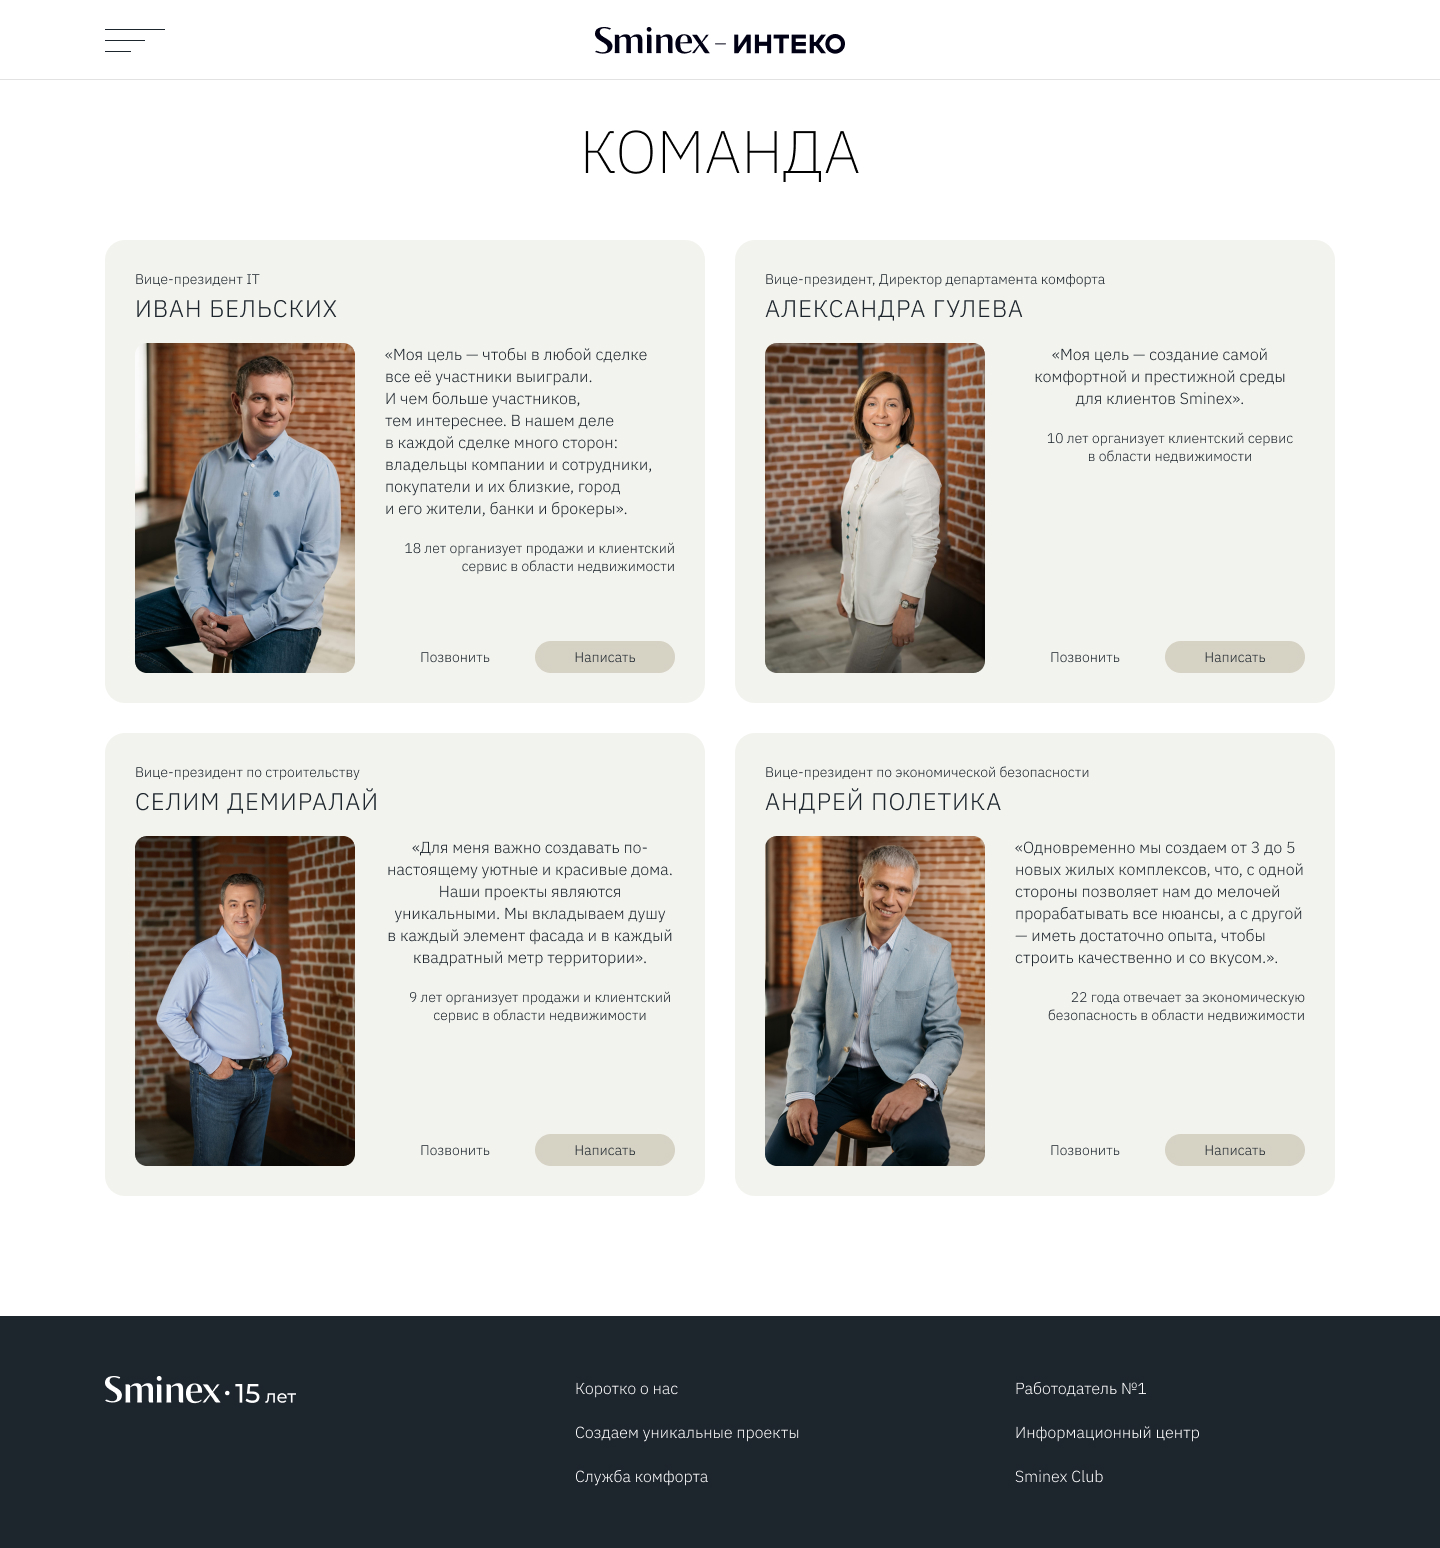 Sminex – ИНТЕКО
КОМАНДА
Вице-президент IT
ИВАН БЕЛЬСКИХ
«Моя цель — чтобы в любой сделке
все её участники выиграли.
И чем больше участников,
тем интереснее. В нашем деле
в каждой сделке много сторон:
владельцы компании и сотрудники,
покупатели и их близкие, город
и его жители, банки и брокеры».
18 лет организует продажи и клиентский
сервис в области недвижимости
Позвонить
Написать
Вице-президент, Директор департамента комфорта
АЛЕКСАНДРА ГУЛЕВА
«Моя цель — создание самой
комфортной и престижной среды
для клиентов Sminex».
10 лет организует клиентский сервис
в области недвижимости
Позвонить
Написать
Вице-президент по строительству
СЕЛИМ ДЕМИРАЛАЙ
«Для меня важно создавать по-
настоящему уютные и красивые дома.
Наши проекты являются
уникальными. Мы вкладываем душу
в каждый элемент фасада и в каждый
квадратный метр территории».
9 лет организует продажи и клиентский
сервис в области недвижимости
Позвонить
Написать
Вице-президент по экономической безопасности
АНДРЕЙ ПОЛЕТИКА
«Одновременно мы создаем от 3 до 5
новых жилых комплексов, что, с одной
стороны позволяет нам до мелочей
прорабатывать все нюансы, а с другой
— иметь достаточно опыта, чтобы
строить качественно и со вкусом.».
22 года отвечает за экономическую
безопасность в области недвижимости
Позвонить
Написать
Sminex · 15 лет
Коротко о нас
Создаем уникальные проекты
Служба комфорта
Работодатель №1
Информационный центр
Sminex Club